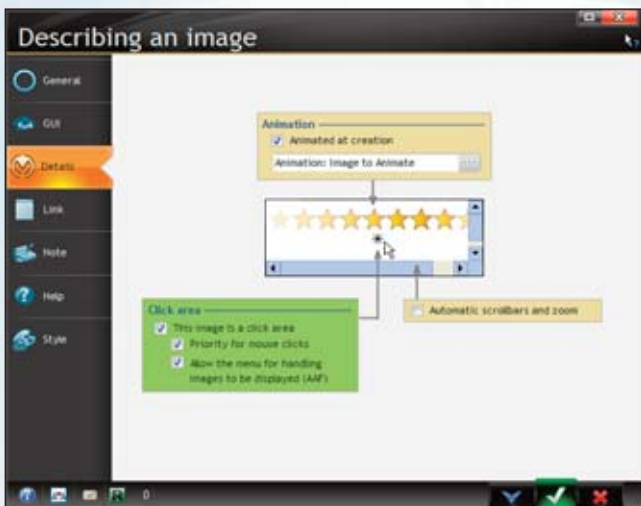 Describing an image
General
GUI
Details
Link
Note
Help
Style
Animation
Animated at creation
Animation: Image to Animate
...
Click area
This image is a click area
Priority for mouse clicks
Allow the menu for handling
images to be displayed (AAF)
Automatic scrollbars and zoom
0